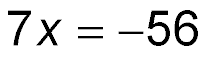 7x = −56